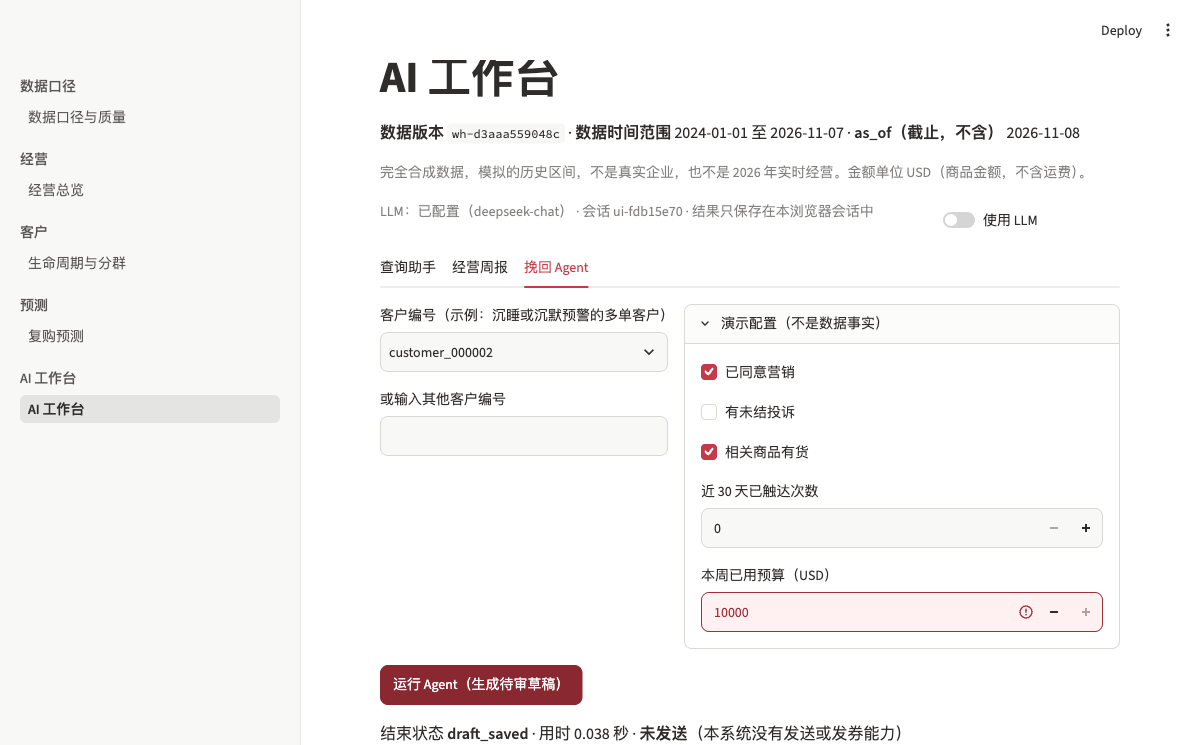 Deploy
数据口径
数据口径与质量
经营
经营总览
客户
生命周期与分群
预测
复购预测
AI 工作台
AI 工作台
AI 工作台
数据版本 wh-d3aaa559048c · 数据时间范围 2024-01-01 至 2026-11-07 · as_of（截止，不含） 2026-11-08
完全合成数据，模拟的历史区间，不是真实企业，也不是 2026 年实时经营。金额单位 USD（商品金额，不含运费）。
LLM：已配置（deepseek-chat） · 会话 ui-fdb15e70 · 结果只保存在本浏览器会话中
使用 LLM
查询助手 经营周报 挽回 Agent
客户编号（示例：沉睡或沉默预警的多单客户）
customer_000002
或输入其他客户编号
演示配置（不是数据事实）
已同意营销
有未结投诉
相关商品有货
近 30 天已触达次数
0
本周已用预算（USD）
10000
运行 Agent（生成待审草稿）
结束状态 draft_saved · 用时 0.038 秒 · 未发送（本系统没有发送或发券能力）